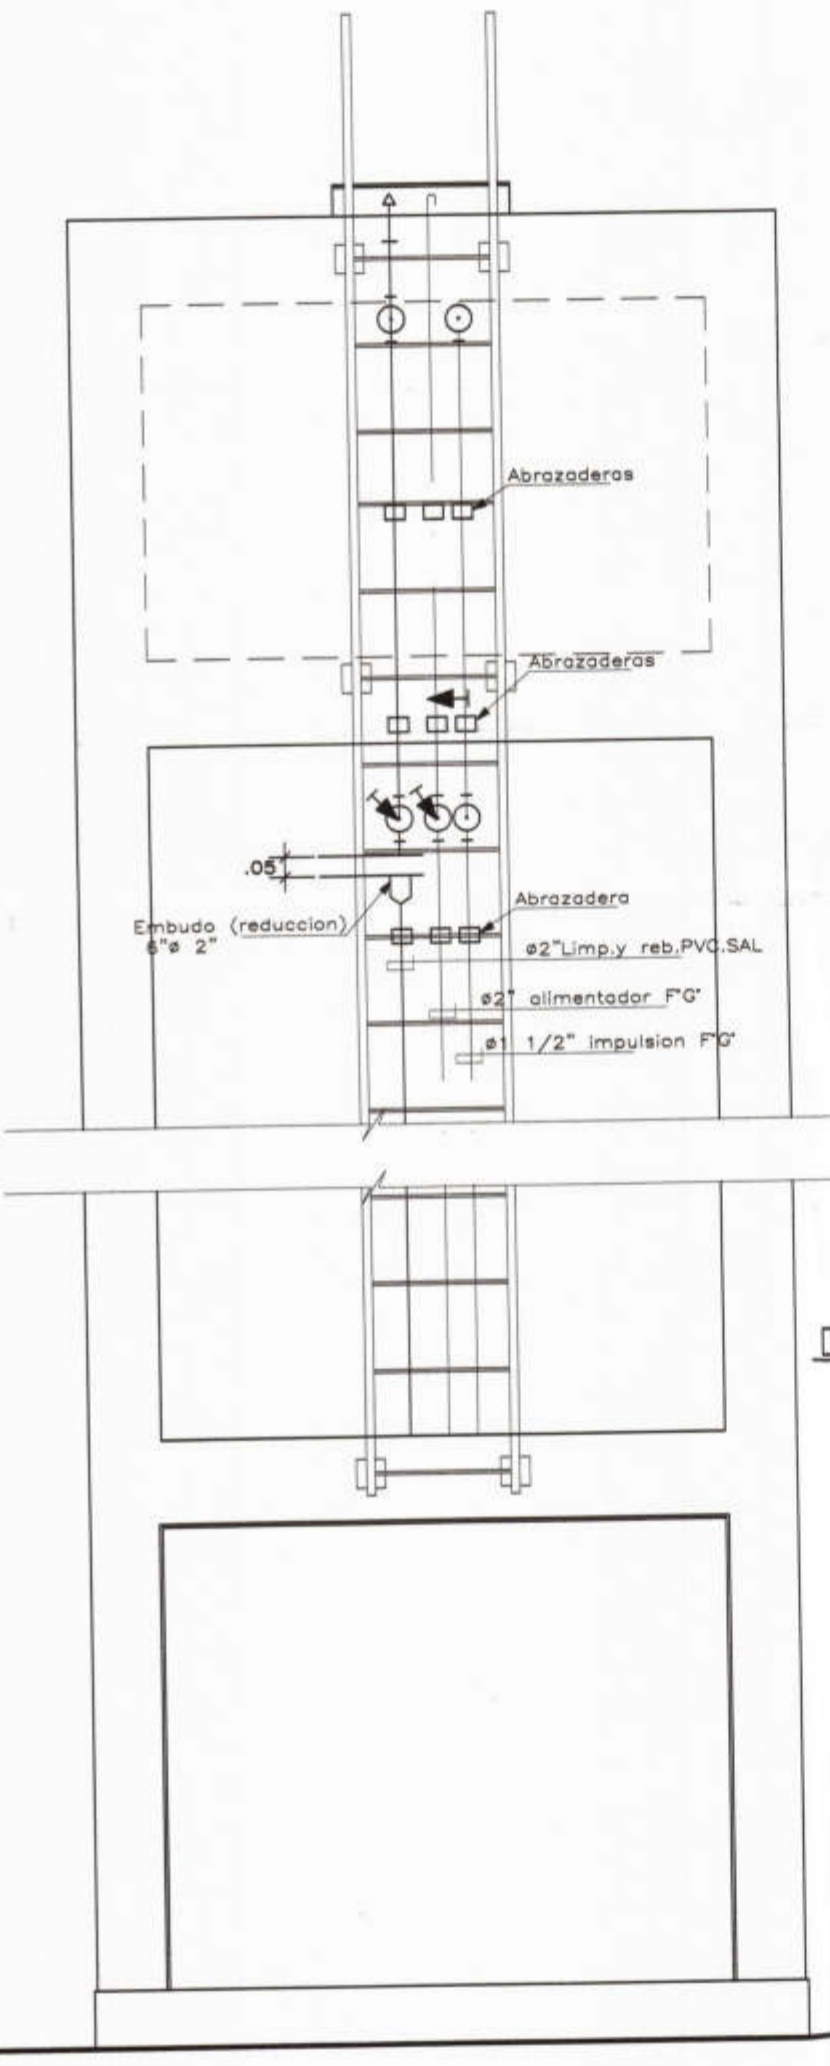 Abrazaderas
Abrazaderas
.05
Embudo (reduccion)
6"ø 2"
Abrazadera
ø2"Limp.y reb.PVC.SAL
ø2" alimentador F°G°
ø1 1/2" impulsion F°G°